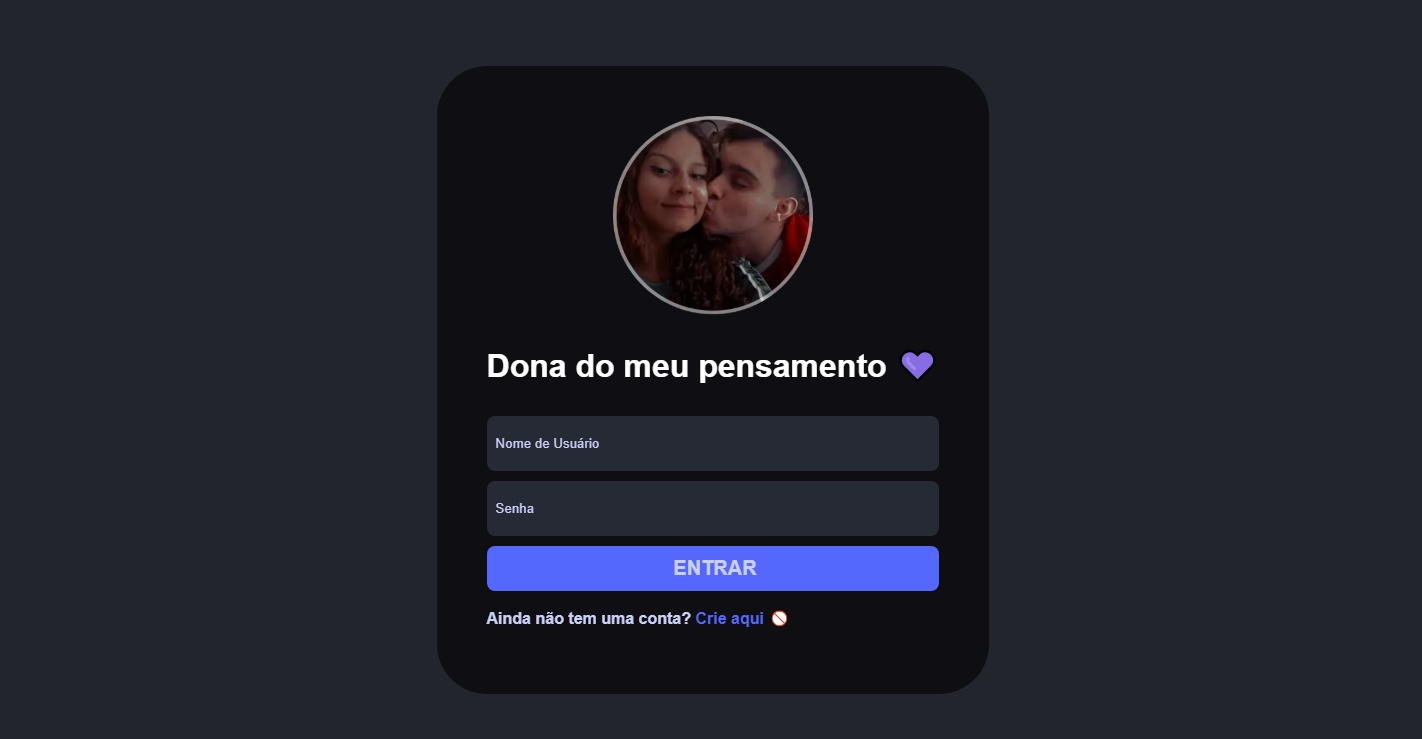 Dona do meu pensamento 💜
Nome de Usuário
Senha
ENTRAR
Ainda não tem uma conta? Crie aqui 🚫